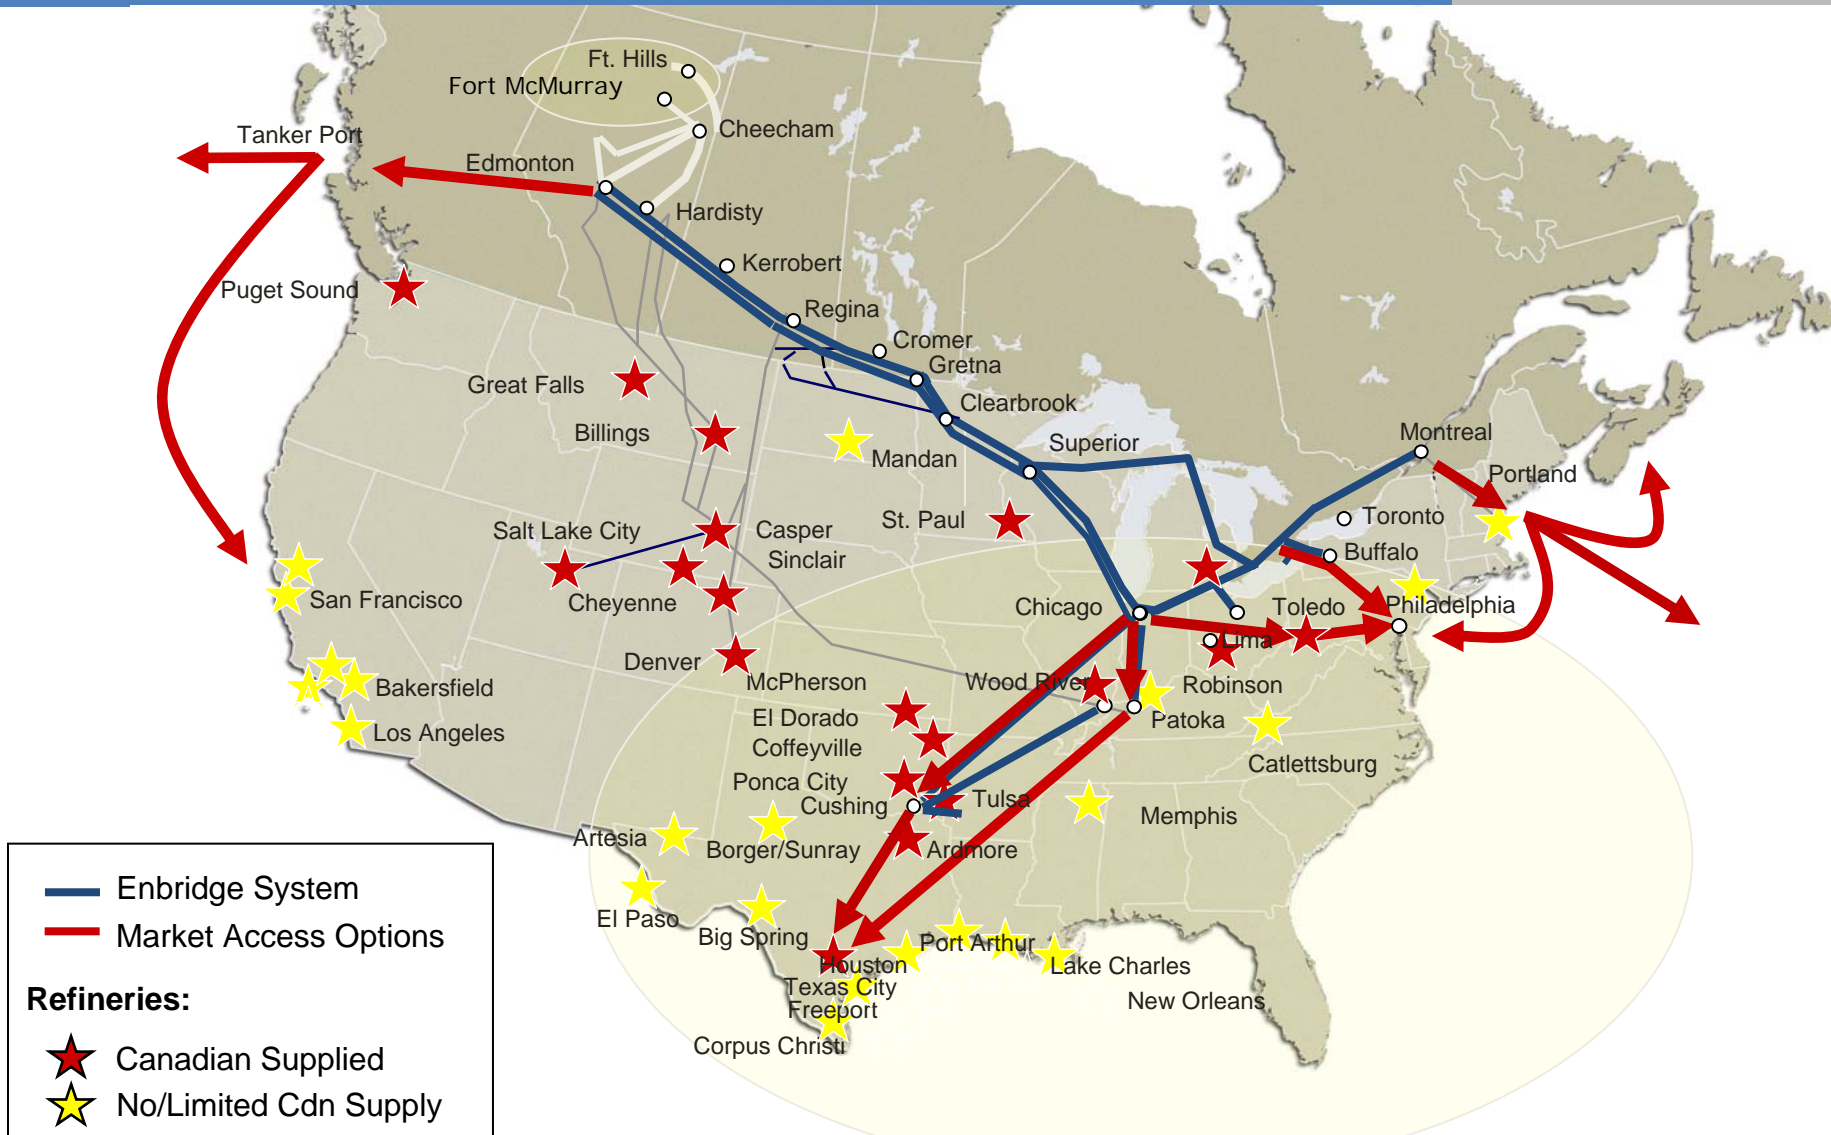 Ft. Hills
Fort McMurray
Cheecham
Tanker Port
Edmonton
Hardisty
Kerrobert
Puget Sound
Regina
Cromer
Gretna
Great Falls
Clearbrook
Billings
Superior
Montreal
Mandan
Portland
Salt Lake City
Casper
St. Paul
Toronto
Sinclair
Buffalo
San Francisco
Cheyenne
Chicago
Toledo
Philadelphia
Lima
Denver
McPherson
Wood River
Robinson
Bakersfield
El Dorado
Patoka
Los Angeles
Coffeyville
Catlettsburg
Ponca City
Cushing
Tulsa
Memphis
Artesia
Borger/Sunray
Ardmore
El Paso
Big Spring
Port Arthur
Houston
Lake Charles
Texas City
New Orleans
Freeport
Corpus Christi
Enbridge System
Market Access Options
Refineries:
Canadian Supplied
No/Limited Cdn Supply